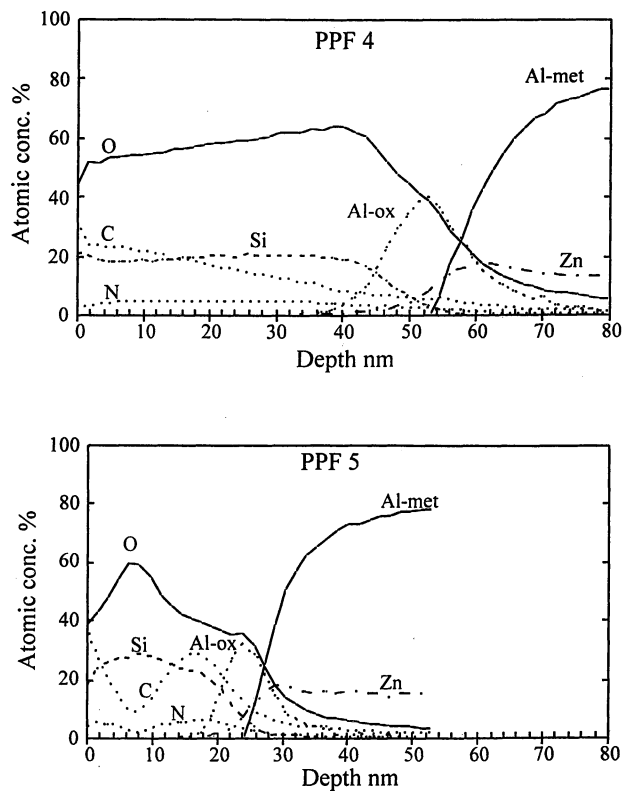 PPF 4
Atomic conc. %
100
80
60
40
20
0
O
C
N
Si
Al-ox
Al-met
Zn
0 10 20 30 40 50 60 70 80
Depth nm
PPF 5
Atomic conc. %
100
80
60
40
20
0
O
Si
C
N
Al-ox
Al-met
Zn
0 10 20 30 40 50 60 70 80
Depth nm